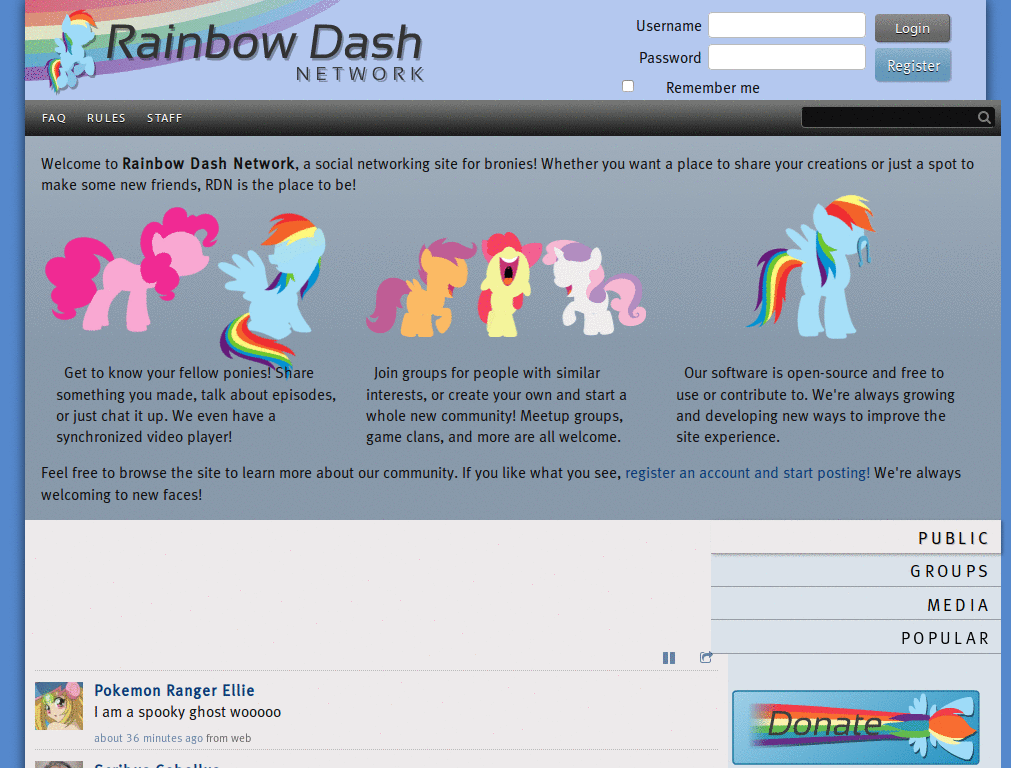 Rainbow Dash
NETWORK
Username
Password
Remember me
Login
Register
FAQ RULES STAFF
Welcome to Rainbow Dash Network, a social networking site for bronies! Whether you want a place to share your creations or just a spot to
make some new friends, RDN is the place to be!
Get to know your fellow ponies! Share
something you made, talk about episodes,
or just chat it up. We even have a
synchronized video player!
Join groups for people with similar
interests, or create your own and start a
whole new community! Meetup groups,
game clans, and more are all welcome.
Our software is open-source and free to
use or contribute to. We're always growing
and developing new ways to improve the
site experience.
Feel free to browse the site to learn more about our community. If you like what you see, register an account and start posting! We're always
welcoming to new faces!
PUBLIC
GROUPS
MEDIA
POPULAR
Pokemon Ranger Ellie
I am a spooky ghost wooooo
about 36 minutes ago from web
Donate